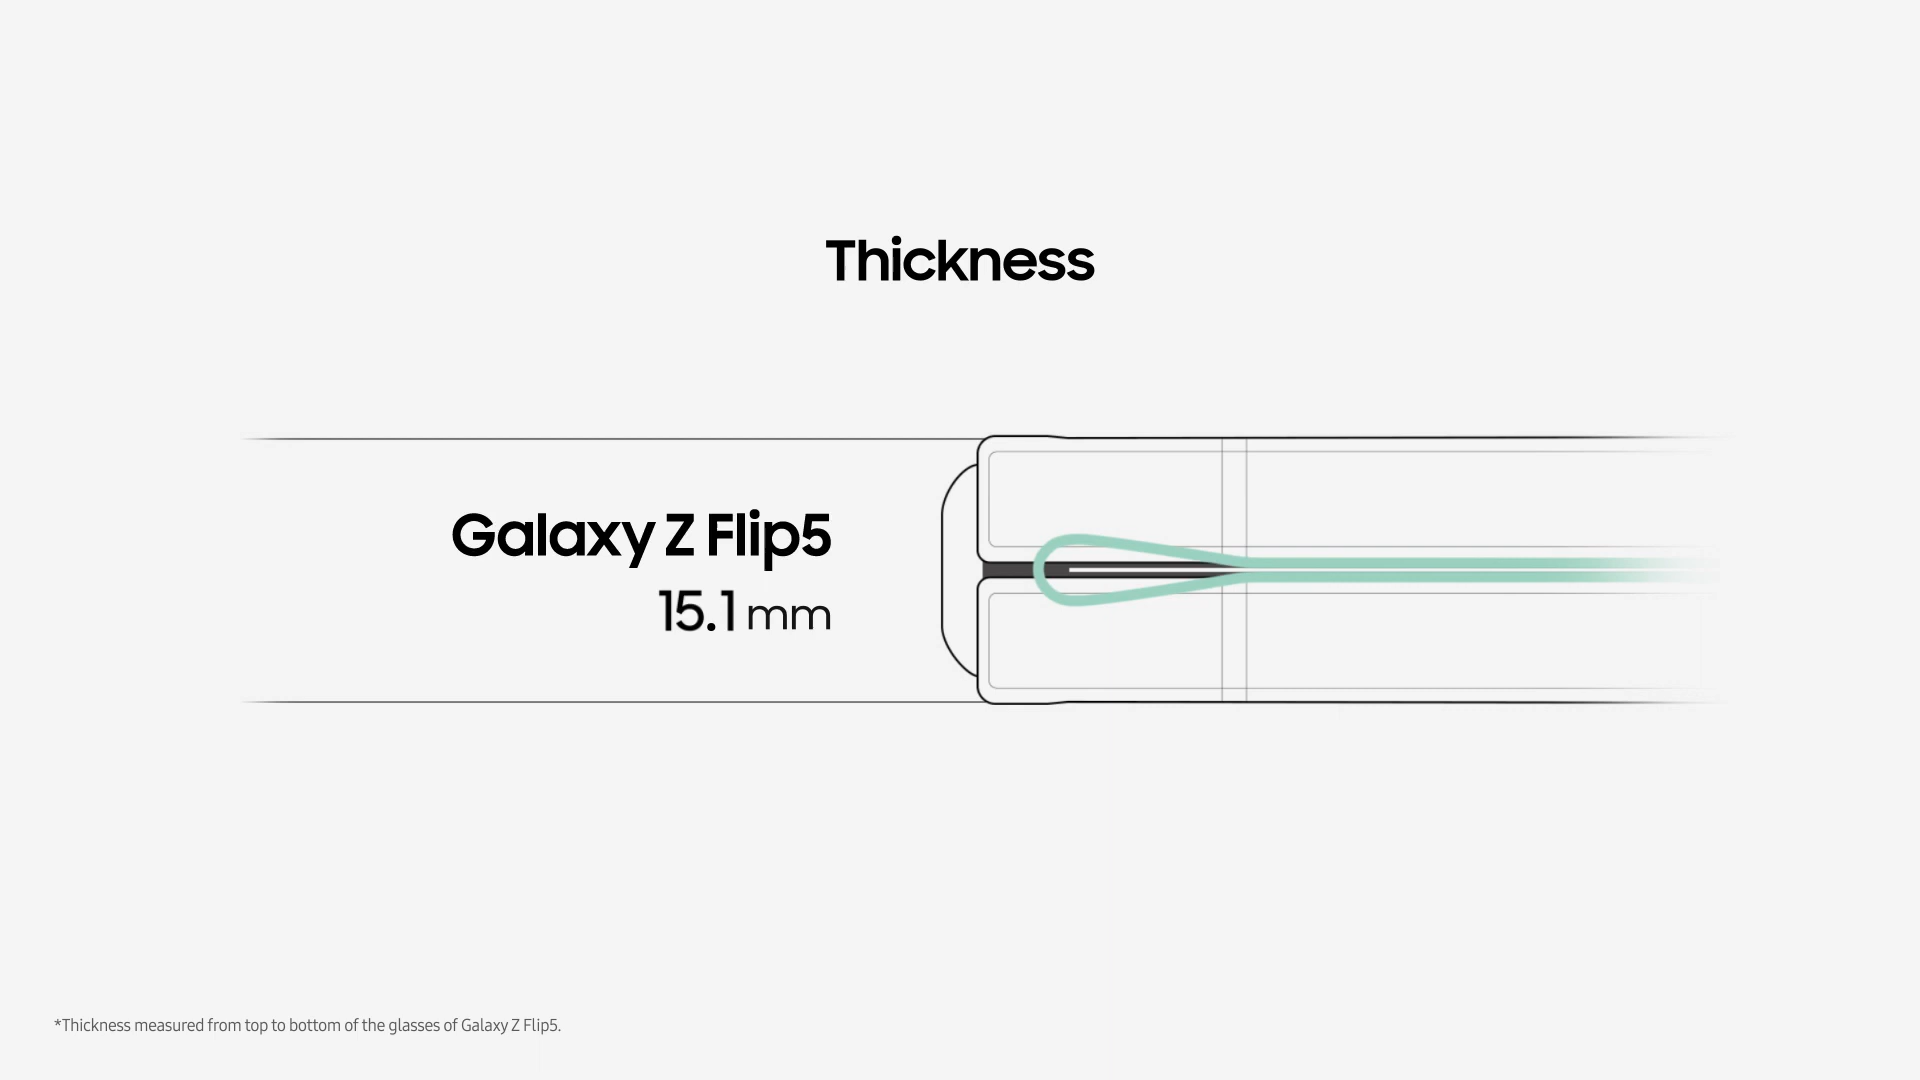 Thickness
Galaxy Z Flip5
15.1 mm
*Thickness measured from top to bottom of the glasses of Galaxy Z Flip5.